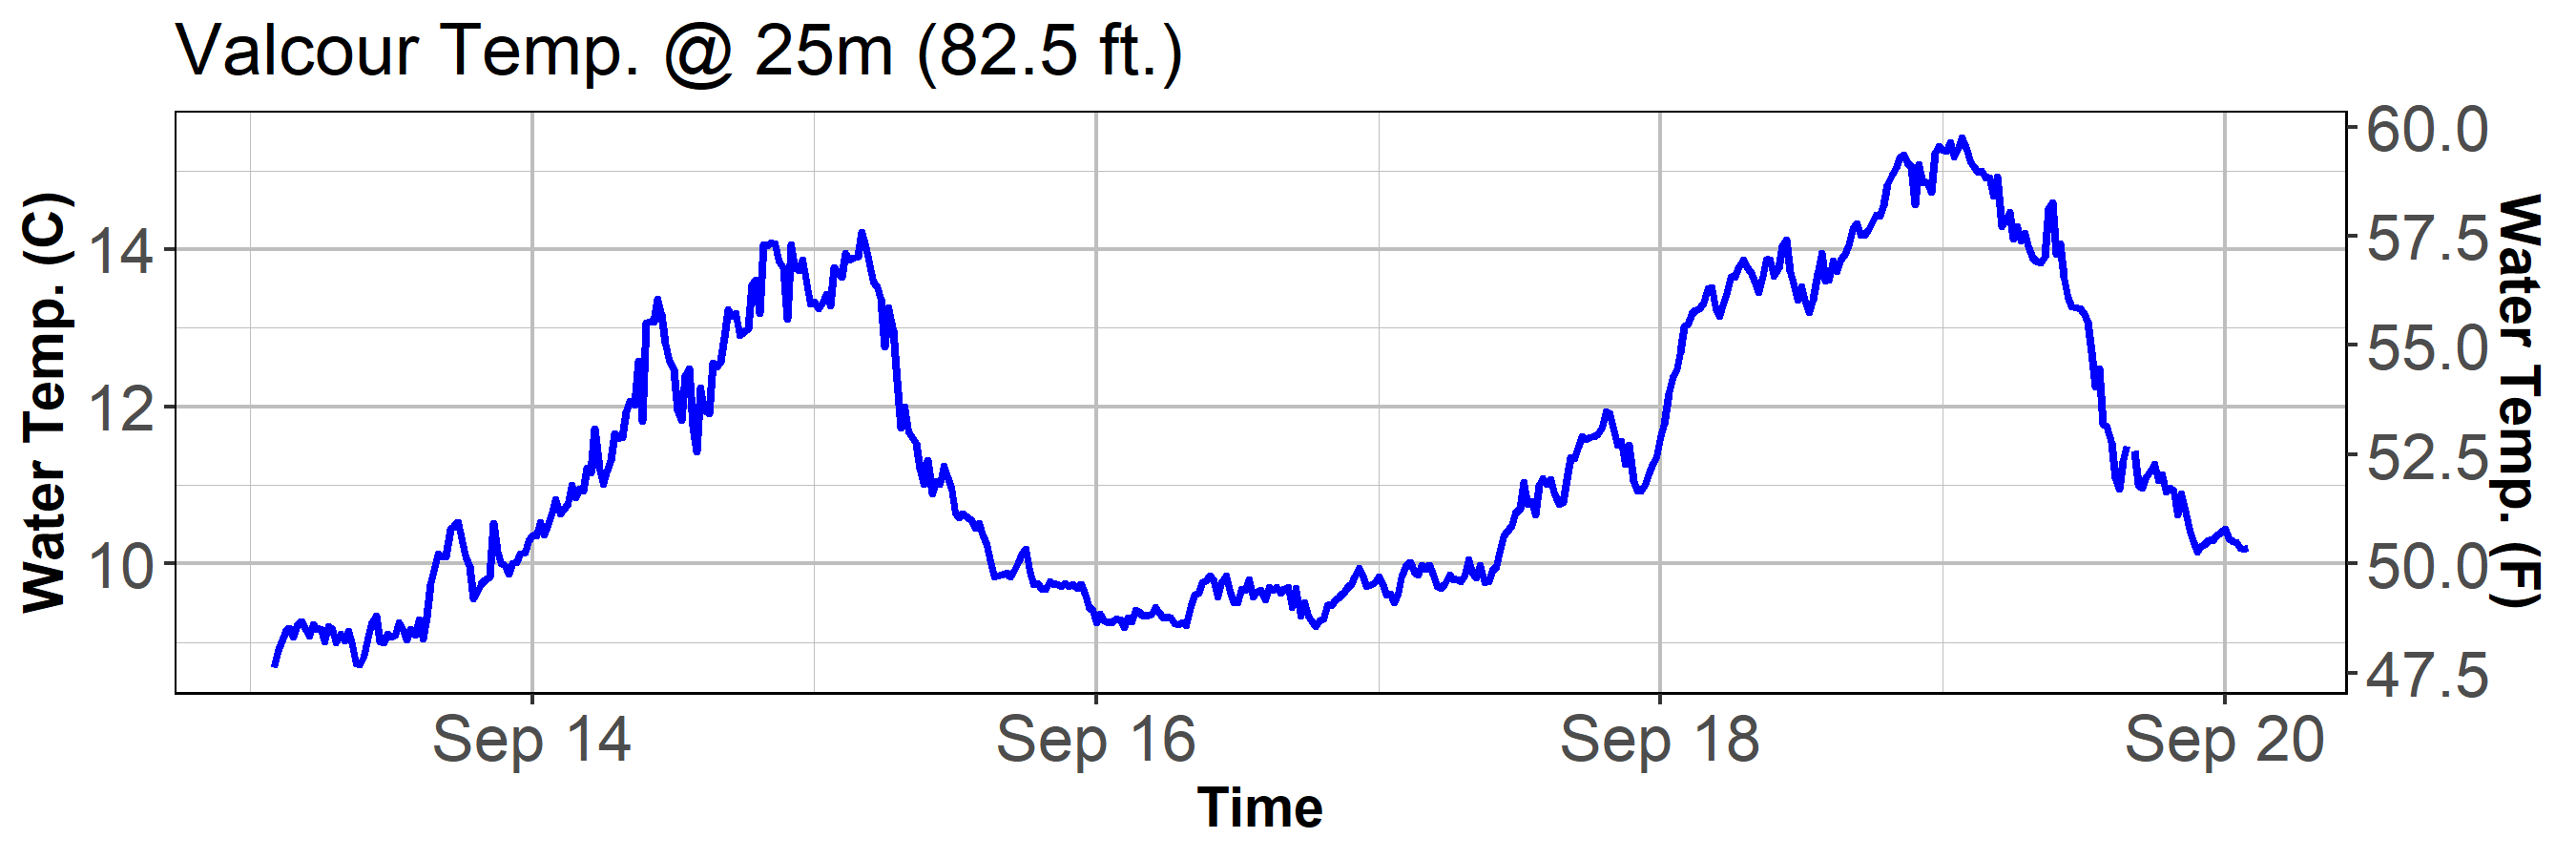 Valcour Temp. @ 25m (82.5 ft.)
Water Temp. (C)
14
12
10
60.0
57.5
55.0
52.5
50.0
47.5
Water Temp. (F)
Sep 14
Sep 16
Sep 18
Sep 20
Time